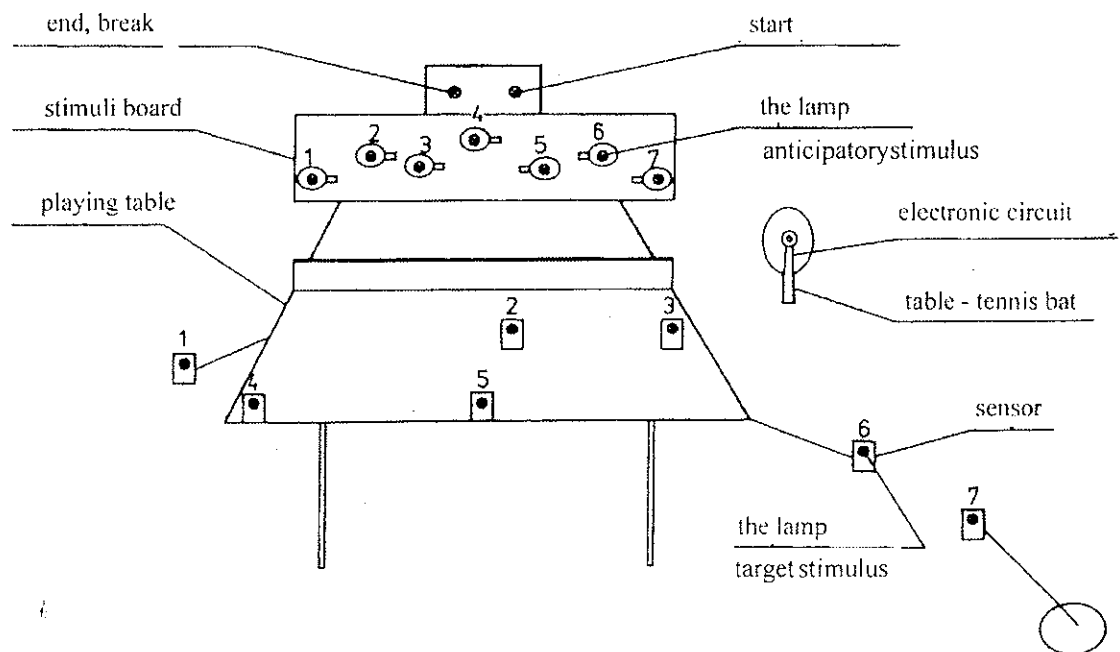 end, break
start
stimuli board
the lamp
anticipatorystimulus
1
2
3
4
5
6
7
playing table
electronic circuit
table - tennis bat
1
2
3
4
5
6
7
sensor
the lamp
target stimulus